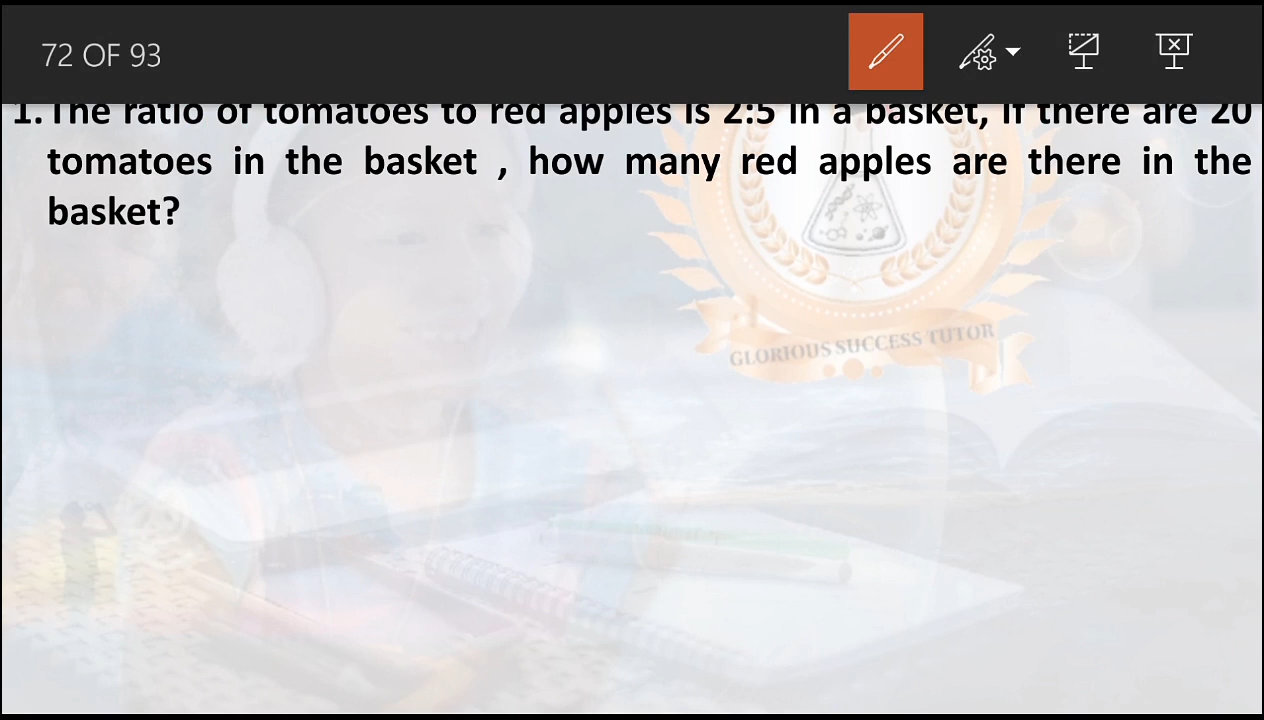 72 OF 93
1. The ratio of tomatoes to red apples is 2:5 in a basket, if there are 20
tomatoes in the basket , how many red apples are there in the
basket?
GLORIOUS SUCCESS TUTOR